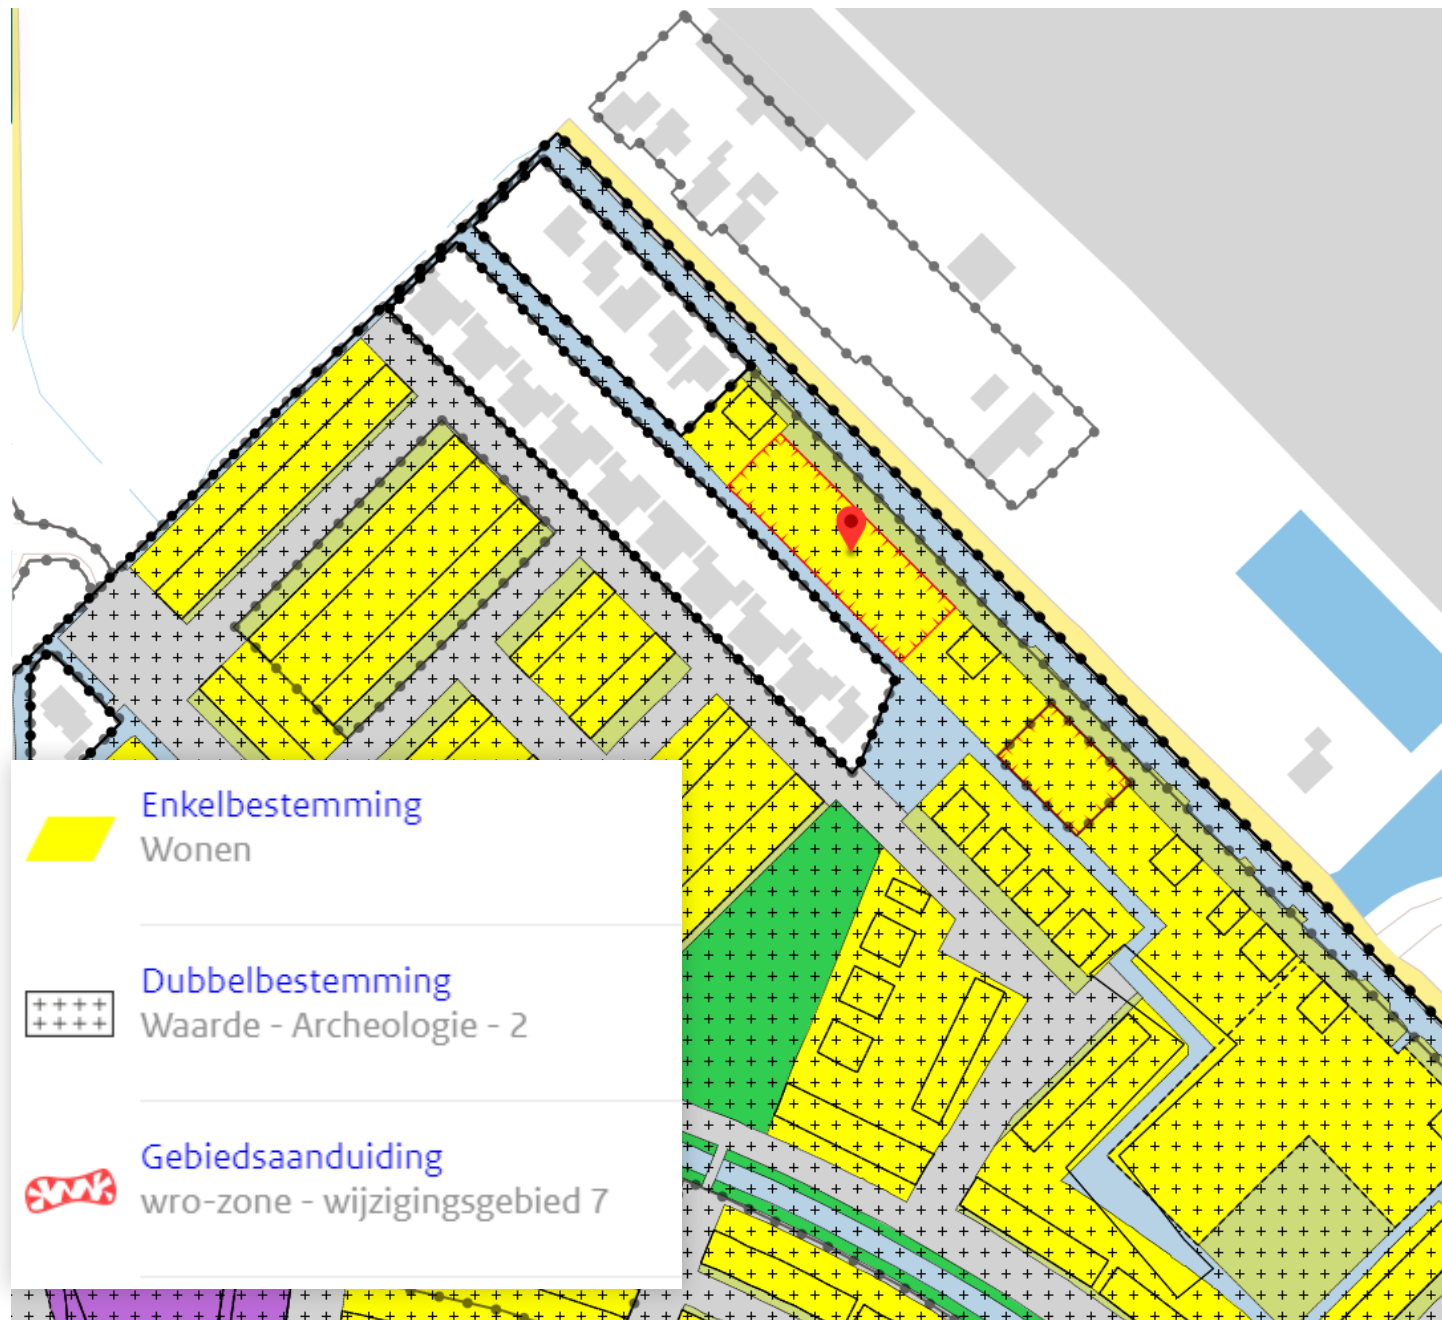 Enkelbestemming
Wonen
Dubbelbestemming
Waarde - Archeologie - 2
Gebiedsaanduiding
wro-zone - wijzigingsgebied 7